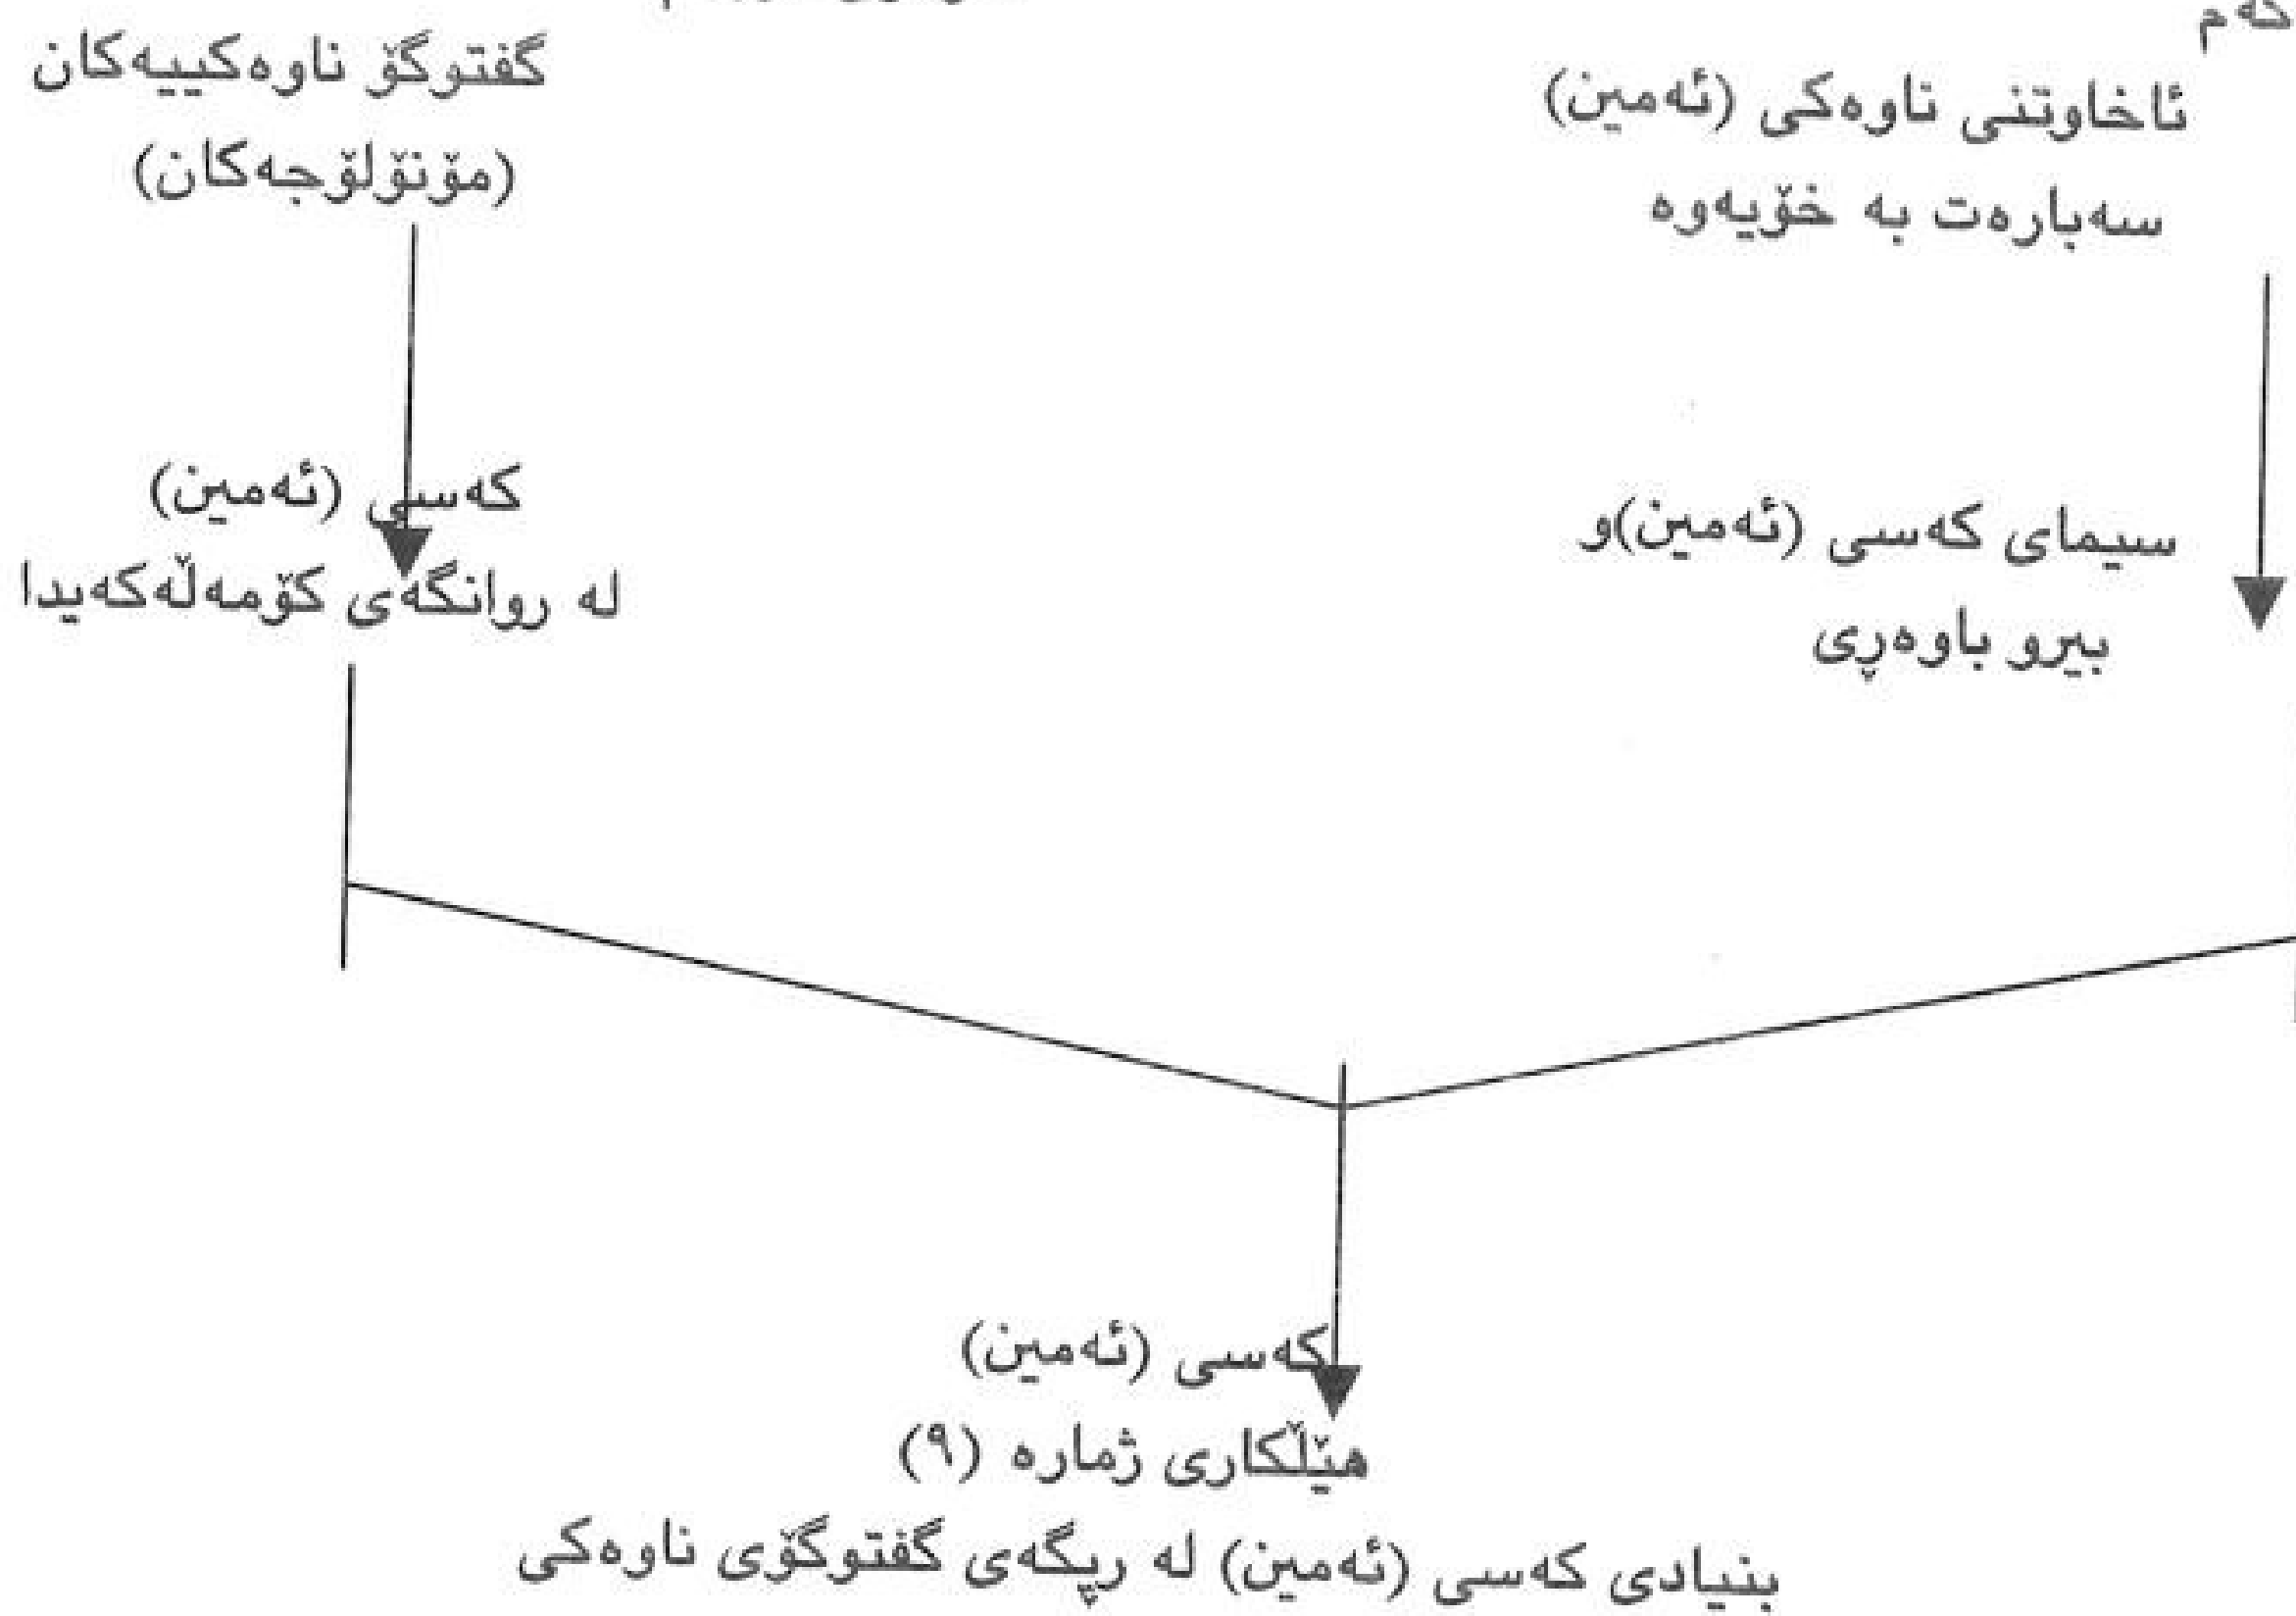 ئاخاوتنی ناوەکی (ئەمین)
سەبارەت بە خۆیەوە
گفتوگۆ ناوەکییەکان
(مۆنۆلۆجەکان)
سیمای کەسی (ئەمین)و
بیرو باوەڕی
کەسی (ئەمین)
لە روانگەی کۆمەڵەکەیدا
کەسی (ئەمین)
هێڵکاری ژمارە (٩)
بنیادی کەسی (ئەمین) لە ڕێگەی گفتوگۆی ناوەکی